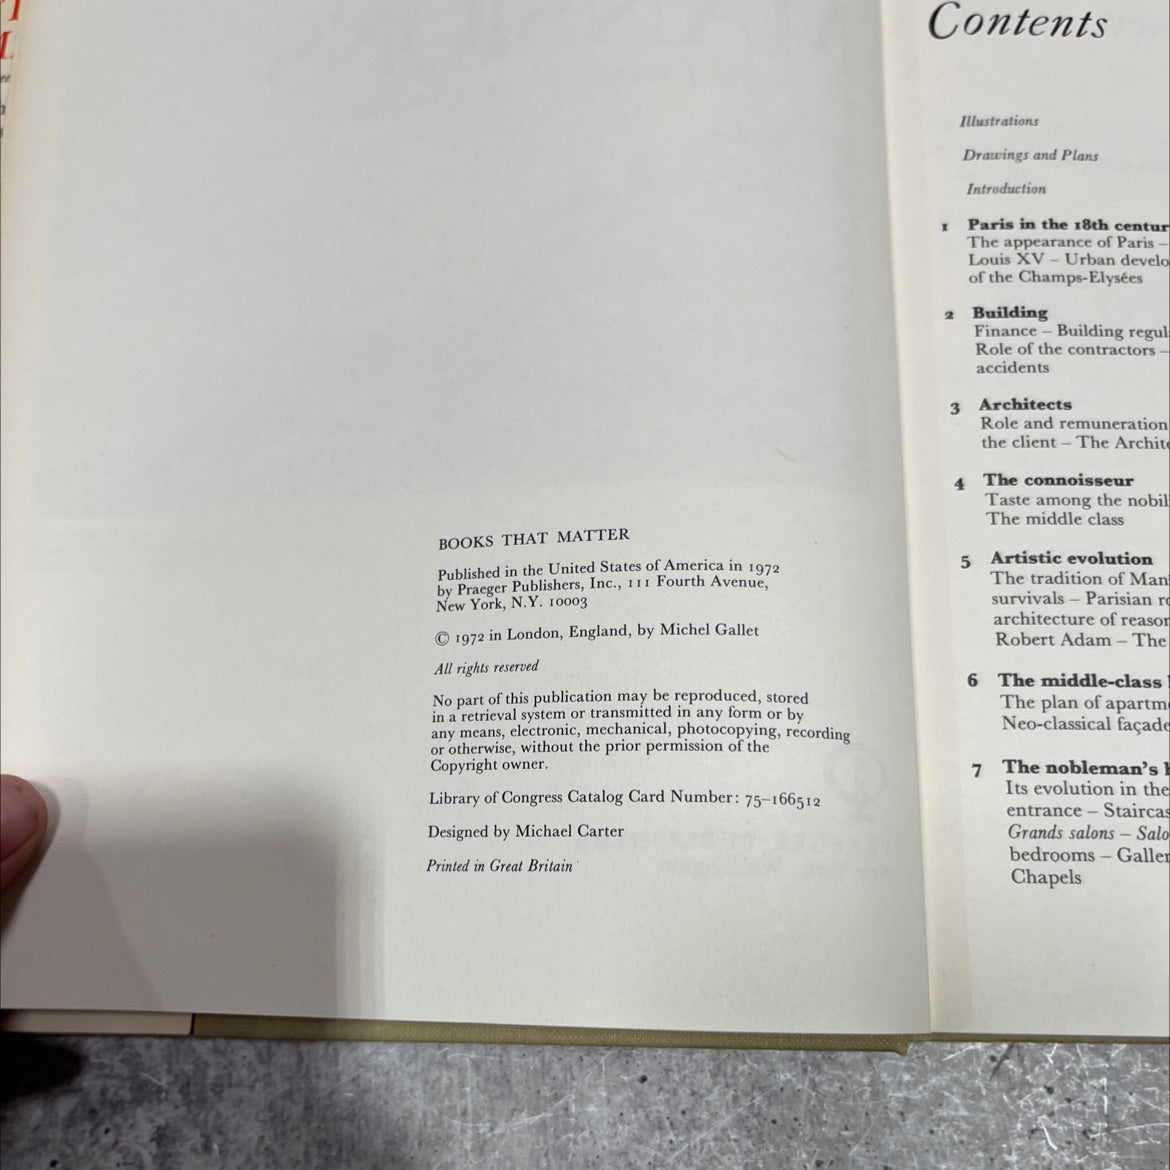 BOOKS THAT MATTER
Published in the United States of America in 1972
by Praeger Publishers, Inc., 111 Fourth Avenue,
New York, N.Y. 10003
© 1972 in London, England, by Michel Gallet
All rights reserved
No part of this publication may be reproduced, stored
in a retrieval system or transmitted in any form or by
any means, electronic, mechanical, photocopying, recording
or otherwise, without the prior permission of the
Copyright owner.
Library of Congress Catalog Card Number: 75-166512
Designed by Michael Carter
Printed in Great Britain
Contents
Illustrations
Drawings and Plans
Introduction
1 Paris in the 18th centur
The appearance of Paris –
Louis XV – Urban develo
of the Champs-Elysées
2 Building
Finance – Building regul
Role of the contractors –
accidents
3 Architects
Role and remuneration
the client – The Archit
4 The connoisseur
Taste among the nobil
The middle class
5 Artistic evolution
The tradition of Man
survivals – Parisian ro
architecture of reason
Robert Adam – The
6 The middle-class
The plan of apartm
Neo-classical façade
7 The nobleman's
Its evolution in the
entrance – Staircas
Grands salons – Salo
bedrooms – Galler
Chapels